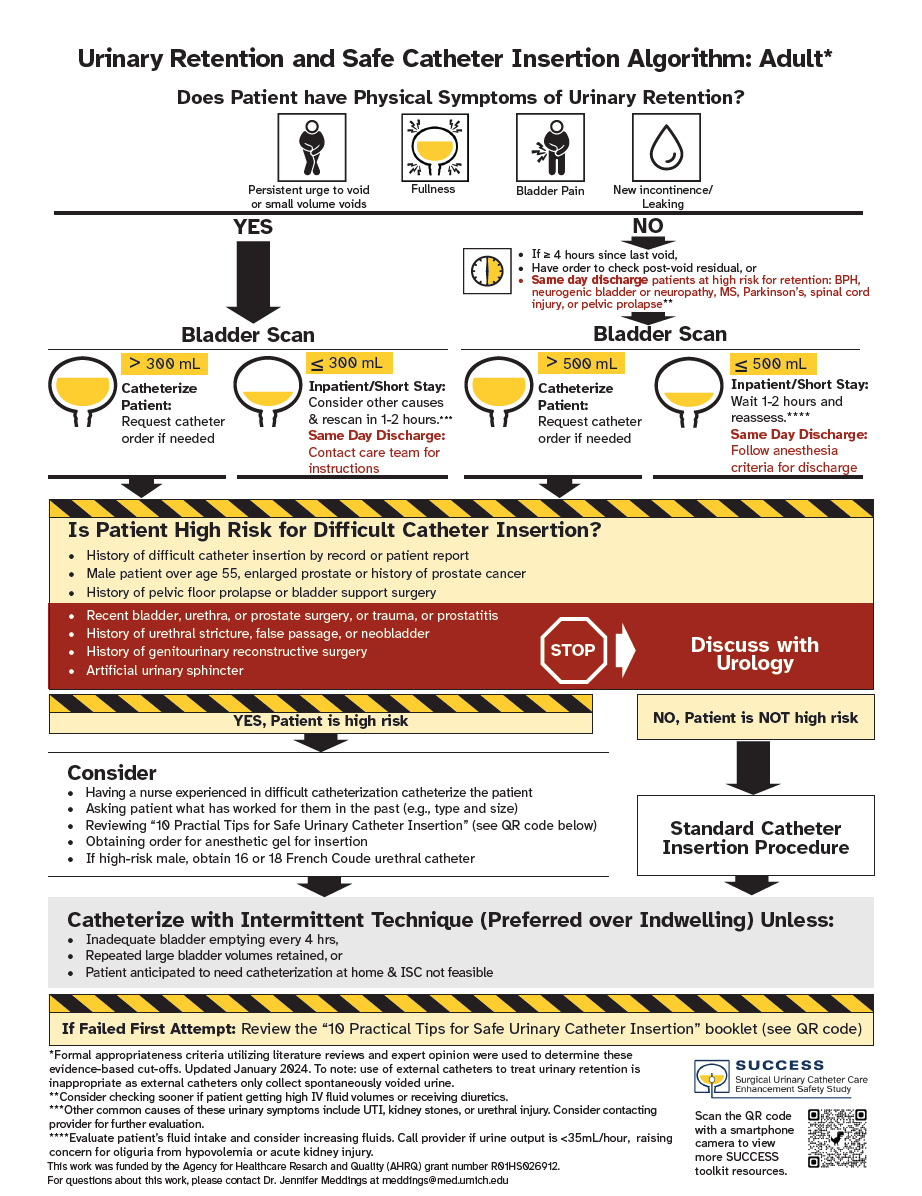 Urinary Retention and Safe Catheter Insertion Algorithm: Adult*
Does Patient have Physical Symptoms of Urinary Retention?
Persistent urge to void
or small volume voids
Fullness
Bladder Pain
New incontinence/
Leaking
YES
NO
• If ≥ 4 hours since last void,
• Have order to check post-void residual, or
• Same day discharge patients at high risk for retention: BPH,
neurogenic bladder or neuropathy, MS, Parkinson's, spinal cord
injury, or pelvic prolapse**
Bladder Scan
> 300 mL
Catheterize
Patient:
Request catheter
order if needed
≤ 300 mL
Inpatient/Short Stay:
Consider other causes
& rescan in 1-2 hours.***
Same Day Discharge:
Contact care team for
instructions
Bladder Scan
> 500 mL
Catheterize
Patient:
Request catheter
order if needed
≤ 500 mL
Inpatient/Short Stay:
Wait 1-2 hours and
reassess.****
Same Day Discharge:
Follow anesthesia
criteria for discharge
Is Patient High Risk for Difficult Catheter Insertion?
• History of difficult catheter insertion by record or patient report
• Male patient over age 55, enlarged prostate or history of prostate cancer
• History of pelvic floor prolapse or bladder support surgery
• Recent bladder, urethra, or prostate surgery, or trauma, or prostatitis
• History of urethral stricture, false passage, or neobladder
• History of genitourinary reconstructive surgery
• Artificial urinary sphincter
STOP
Discuss with
Urology
YES, Patient is high risk
NO, Patient is NOT high risk
Consider
• Having a nurse experienced in difficult catheterization catheterize the patient
• Asking patient what has worked for them in the past (e.g., type and size)
• Reviewing “10 Practial Tips for Safe Urinary Catheter Insertion” (see QR code below)
• Obtaining order for anesthetic gel for insertion
• If high-risk male, obtain 16 or 18 French Coude urethral catheter
Standard Catheter
Insertion Procedure
Catheterize with Intermittent Technique (Preferred over Indwelling) Unless:
• Inadequate bladder emptying every 4 hrs,
• Repeated large bladder volumes retained, or
• Patient anticipated to need catheterization at home & ISC not feasible
If Failed First Attempt: Review the “10 Practical Tips for Safe Urinary Catheter Insertion” booklet (see QR code)
*Formal appropriateness criteria utilizing literature reviews and expert opinion were used to determine these
evidence-based cut-offs. Updated January 2024. To note: use of external catheters to treat urinary retention is
inappropriate as external catheters only collect spontaneously voided urine.
**Consider checking sooner if patient getting high IV fluid volumes or receiving diuretics.
***Other common causes of these urinary symptoms include UTI, kidney stones, or urethral injury. Consider contacting
provider for further evaluation.
****Evaluate patient's fluid intake and consider increasing fluids. Call provider if urine output is <35mL/hour, raising
concern for oliguria from hypovolemia or acute kidney injury.
This work was funded by the Agency for Healthcare Resarch and Quality (AHRQ) grant number R01HS026912.
For questions about this work, please contact Dr. Jennifer Meddings at meddings@med.umich.edu
SUCCESS
Surgical Urinary Catheter Care
Enhancement Safety Study
Scan the QR code
with a smartphone
camera to view
more SUCCESS
toolkit resources.